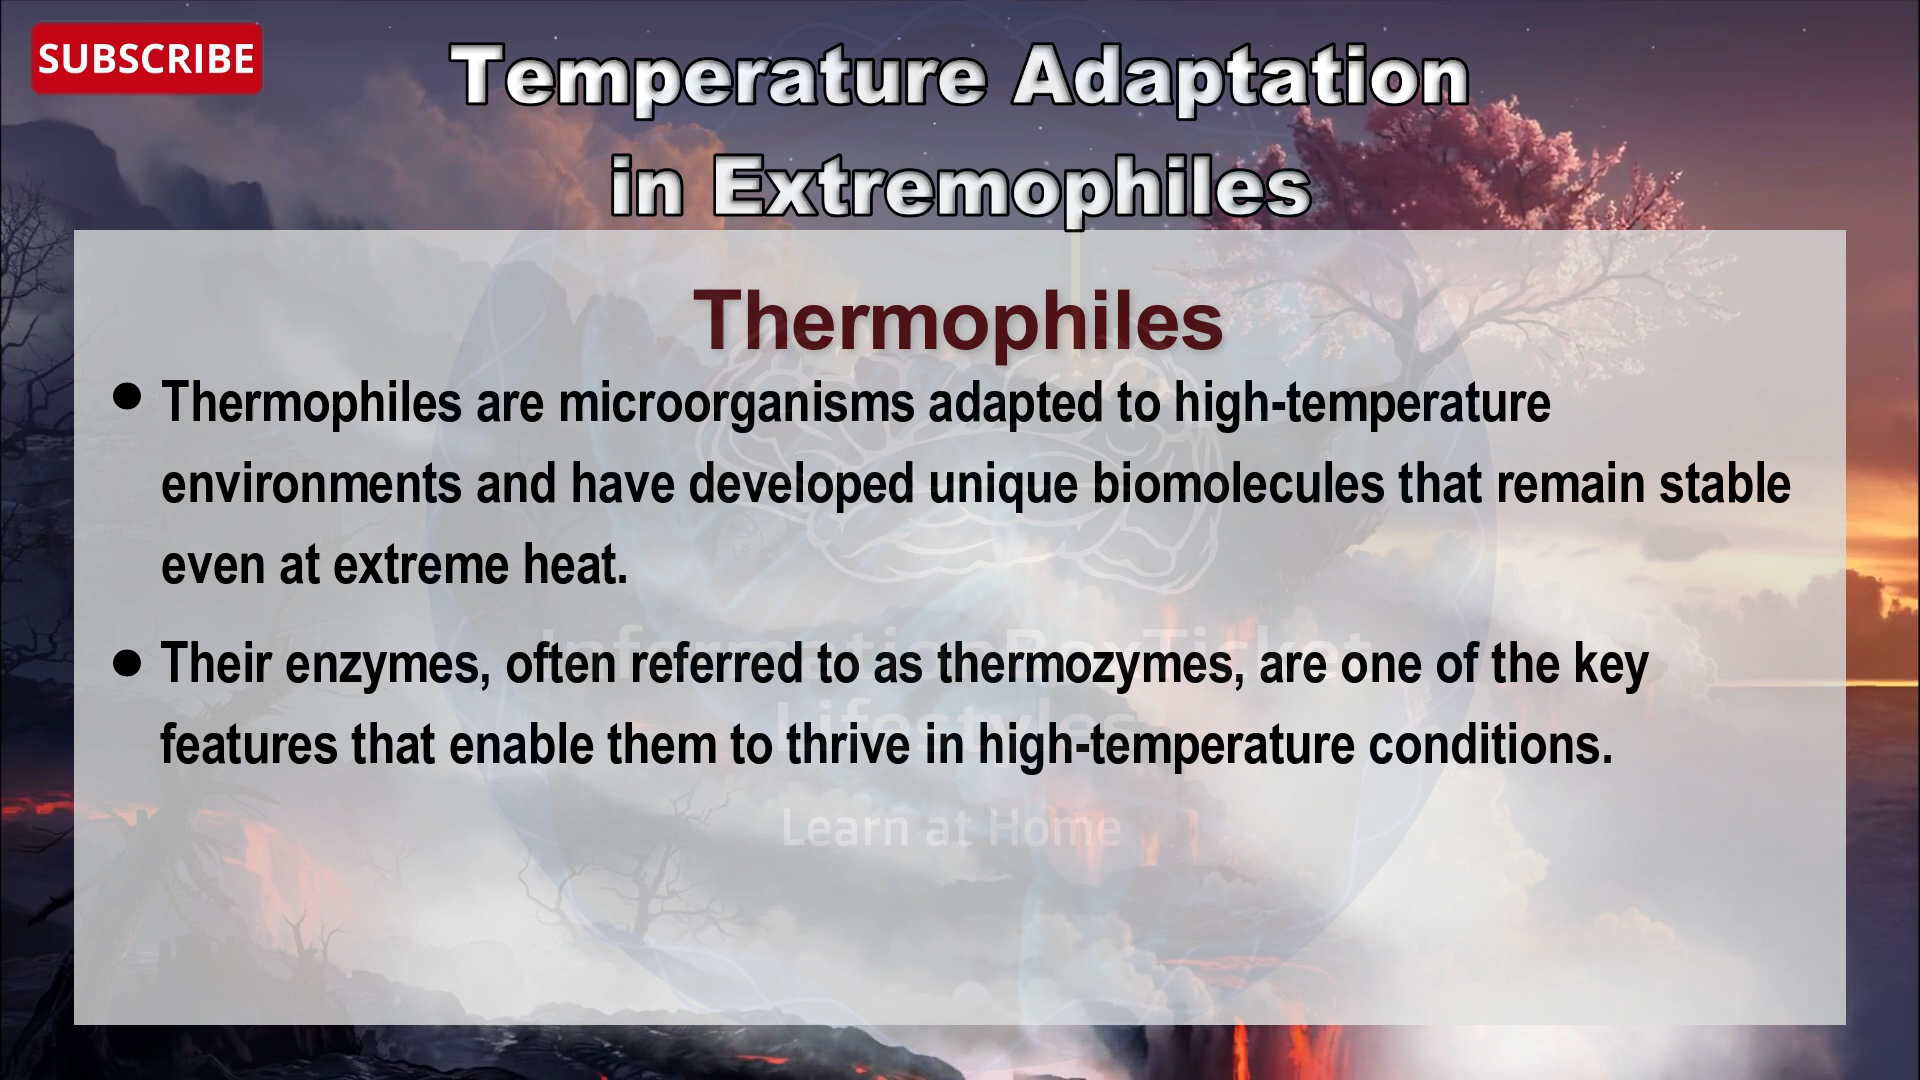 SUBSCRIBE
Temperature Adaptation
in Extremophiles
Thermophiles
● Thermophiles are microorganisms adapted to high-temperature
environments and have developed unique biomolecules that remain stable
even at extreme heat.
● Their enzymes, often referred to as thermozymes, are one of the key
features that enable them to thrive in high-temperature conditions.
InformationBoxTicket
Lifestyles
Learn at Home